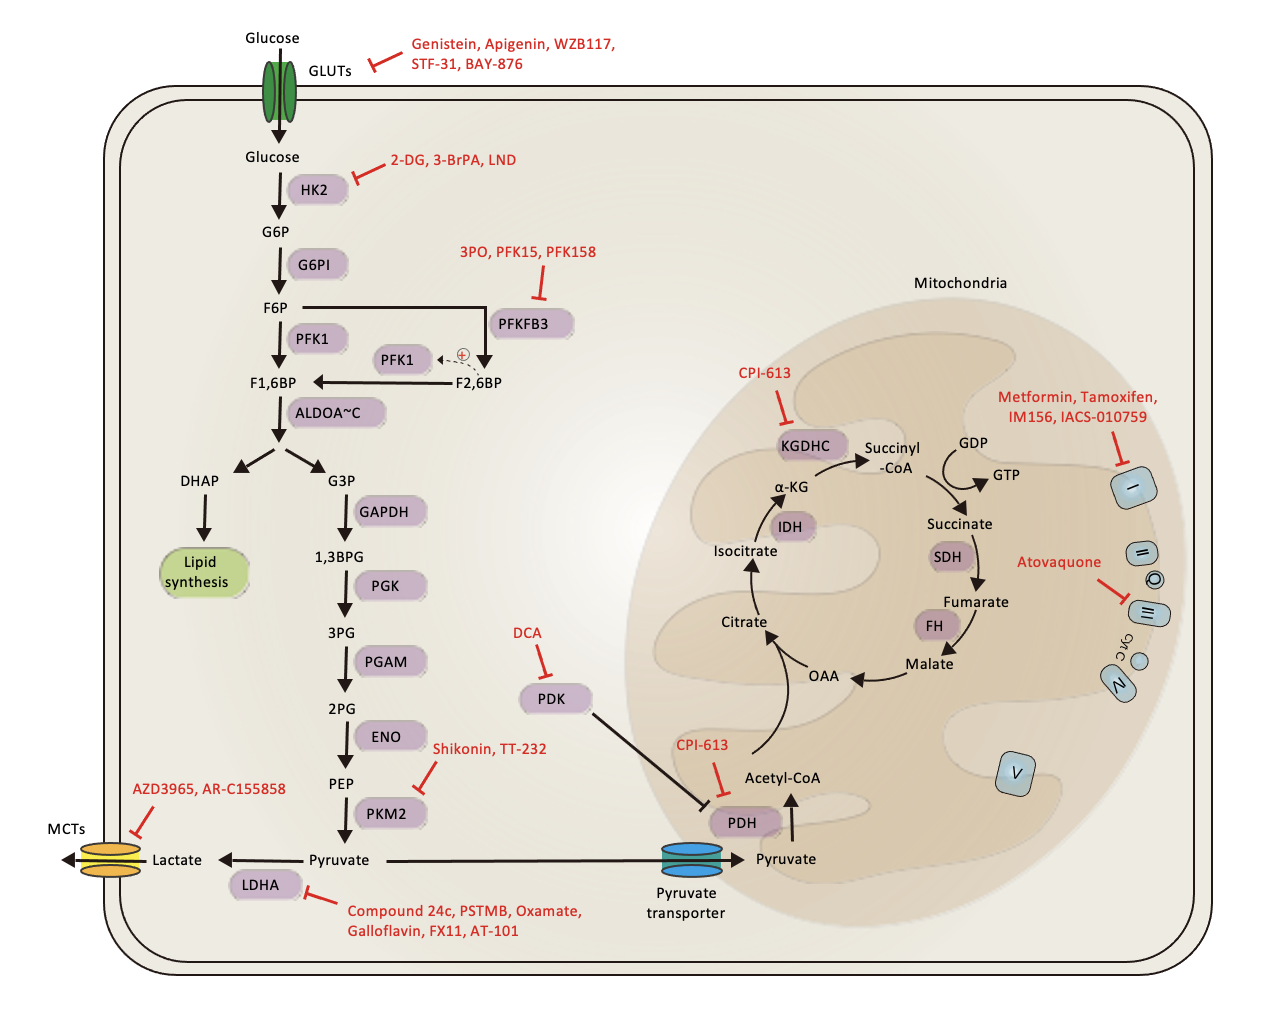 Glucose
Genistein, Apigenin, WZB117,
STF-31, BAY-876
GLUTs
Glucose
2-DG, 3-BrPA, LND
HK2
G6P
G6PI
3PO, PFK15, PFK158
F6P
PFKFB3
PFK1
PFK1
+
F1,6BP
F2,6BP
ALDOA~C
DHAP
G3P
GAPDH
Lipid
synthesis
1,3BPG
PGK
3PG
PGAM
2PG
ENO
Shikonin, TT-232
PEP
PKM2
AZD3965, AR-C155858
MCTs
Lactate
Pyruvate
LDHA
Compound 24c, PSTMB, Oxamate,
Galloflavin, FX11, AT-101
DCA
PDK
Mitochondria
CPI-613
KGDHC
Succinyl
-CoA
GDP
GTP
α-KG
IDH
Isocitrate
Succinate
SDH
Fumarate
FH
Citrate
Malate
OAA
CPI-613
Acetyl-CoA
PDH
Pyruvate
Pyruvate
transporter
Metformin, Tamoxifen,
IM156, IACS-010759
I
II
Q
Atovaquone
III
Cyt C
IV
V